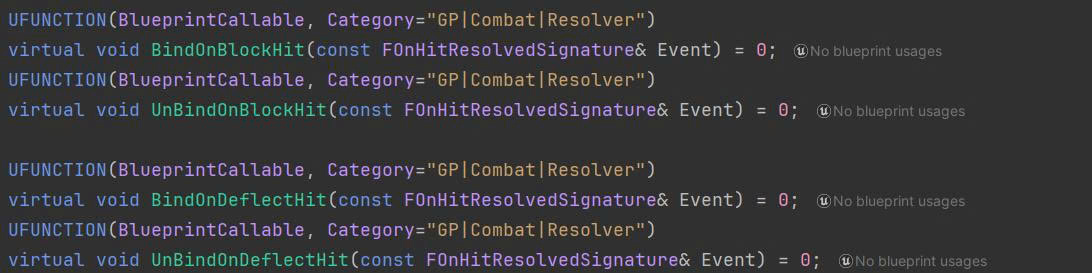 UFUNCTION(BlueprintCallable, Category="GP|Combat|Resolver")
virtual void BindOnBlockHit(const FOnHitResolvedSignature& Event) = 0; u No blueprint usages
UFUNCTION(BlueprintCallable, Category="GP|Combat|Resolver")
virtual void UnBindOnBlockHit(const FOnHitResolvedSignature& Event) = 0; u No blueprint usages
UFUNCTION(BlueprintCallable, Category="GP|Combat|Resolver")
virtual void BindOnDeflectHit(const FOnHitResolvedSignature& Event) = 0; u No blueprint usages
UFUNCTION(BlueprintCallable, Category="GP|Combat|Resolver")
virtual void UnBindOnDeflectHit(const FOnHitResolvedSignature& Event) = 0; u No blueprint usages